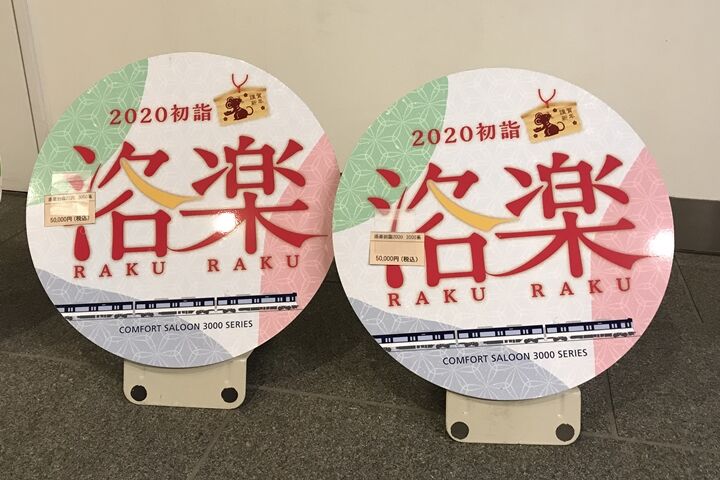 2020初詣
謹賀
新年
洛楽
RAKU RAKU
50,000円(税込)
COMFORT SALOON 3000 SERIES
2020初詣
謹賀
新年
洛楽
RAKU RAKU
50,000円(税込)
COMFORT SALOON 3000 SERIES